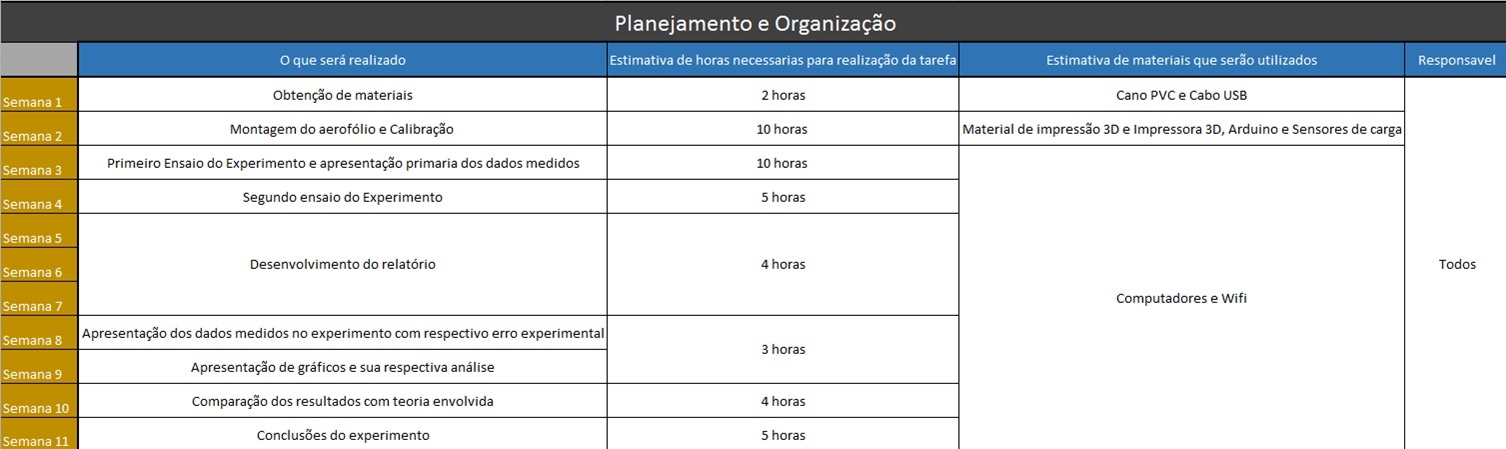 Planejamento e Organização
O que será realizado Estimativa de horas necessarias para realização da tarefa Estimativa de materiais que serão utilizados Responsavel
Semana 1 Obtenção de materiais 2 horas Cano PVC e Cabo USB
Semana 2 Montagem do aerofólio e Calibração 10 horas Material de impressão 3D e Impressora 3D, Arduino e Sensores de carga
Semana 3 Primeiro Ensaio do Experimento e apresentação primaria dos dados medidos 10 horas
Semana 4 Segundo ensaio do Experimento 5 horas
Semana 5
Semana 6 Desenvolvimento do relatório 4 horas Todos
Semana 7
Computadores e Wifi
Semana 8 Apresentação dos dados medidos no experimento com respectivo erro experimental
3 horas
Semana 9 Apresentação de gráficos e sua respectiva análise
Semana 10 Comparação dos resultados com teoria envolvida 4 horas
Semana 11 Conclusões do experimento 5 horas